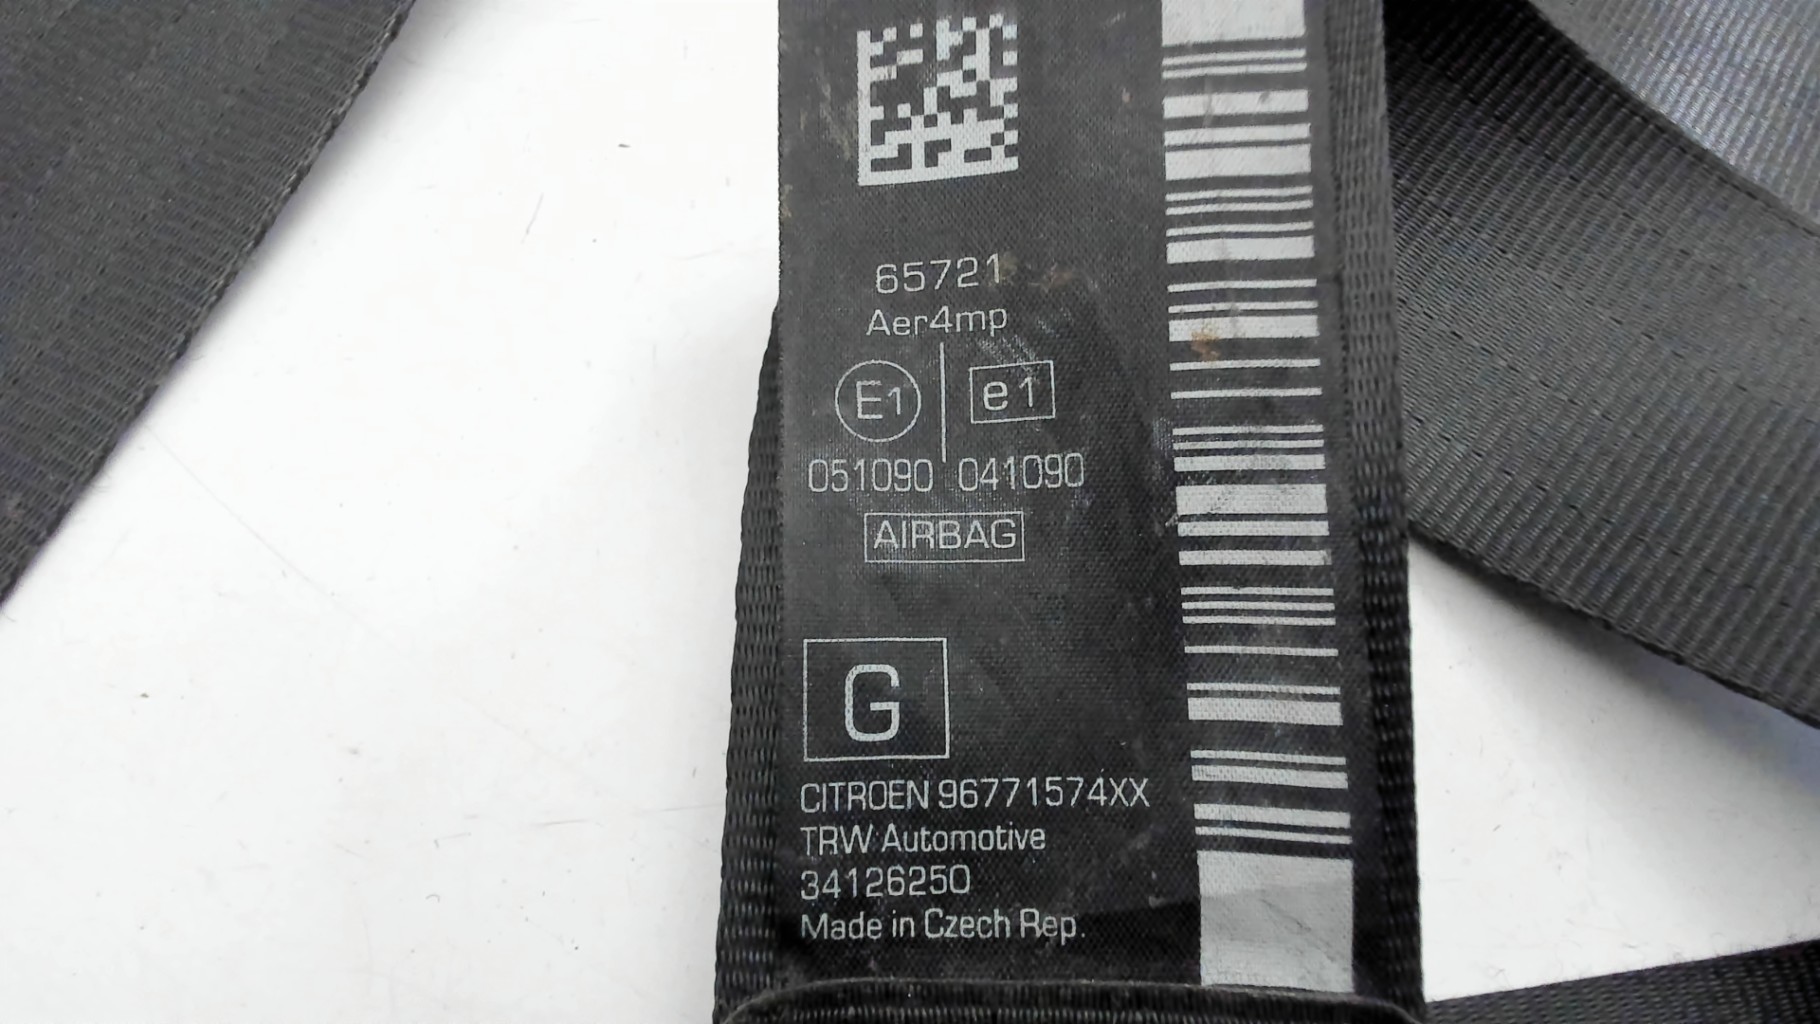 65721
Aer4mp
E1 e1
051090 041090
AIRBAG
G
CITROEN 96771574XX
TRW Automotive
34126250
Made in Czech Rep.